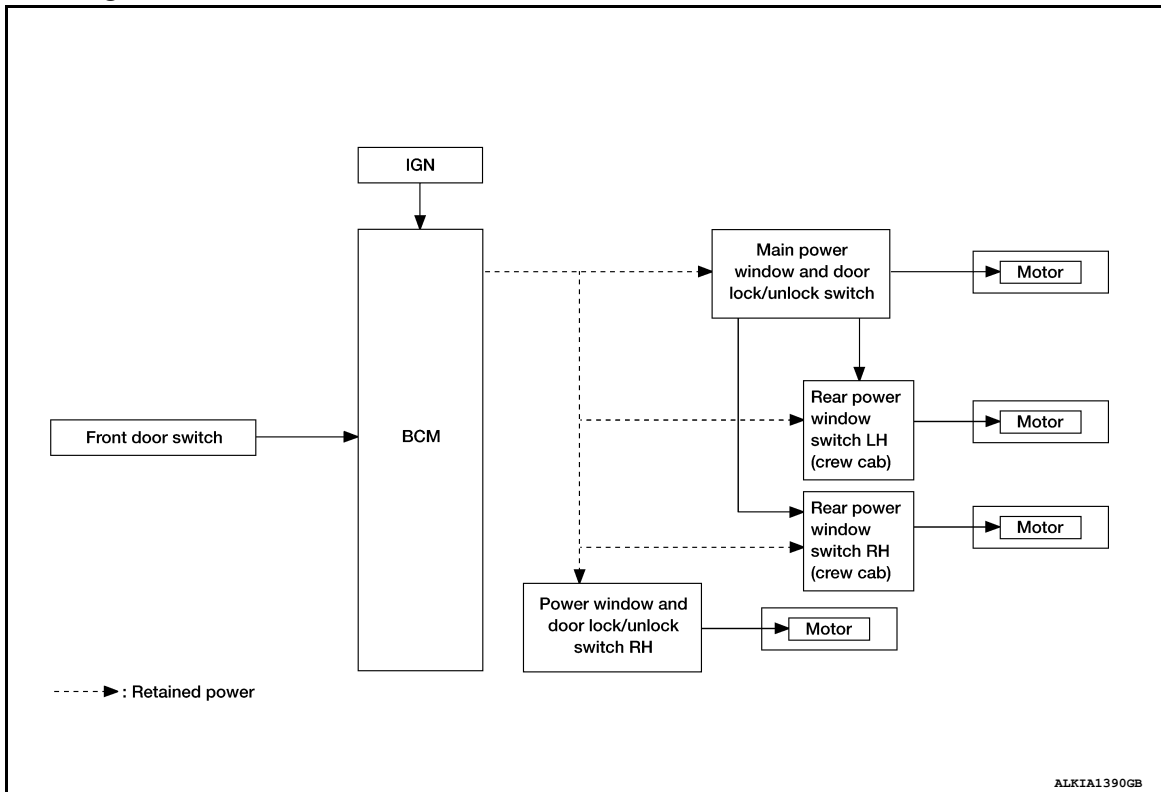 IGN
BCM
Front door switch
Main power
window and door
lock/unlock switch
Motor
Rear power
window
switch LH
(crew cab)
Motor
Rear power
window
switch RH
(crew cab)
Motor
Power window and
door lock/unlock
switch RH
Motor
: Retained power
ALKIA1390GB